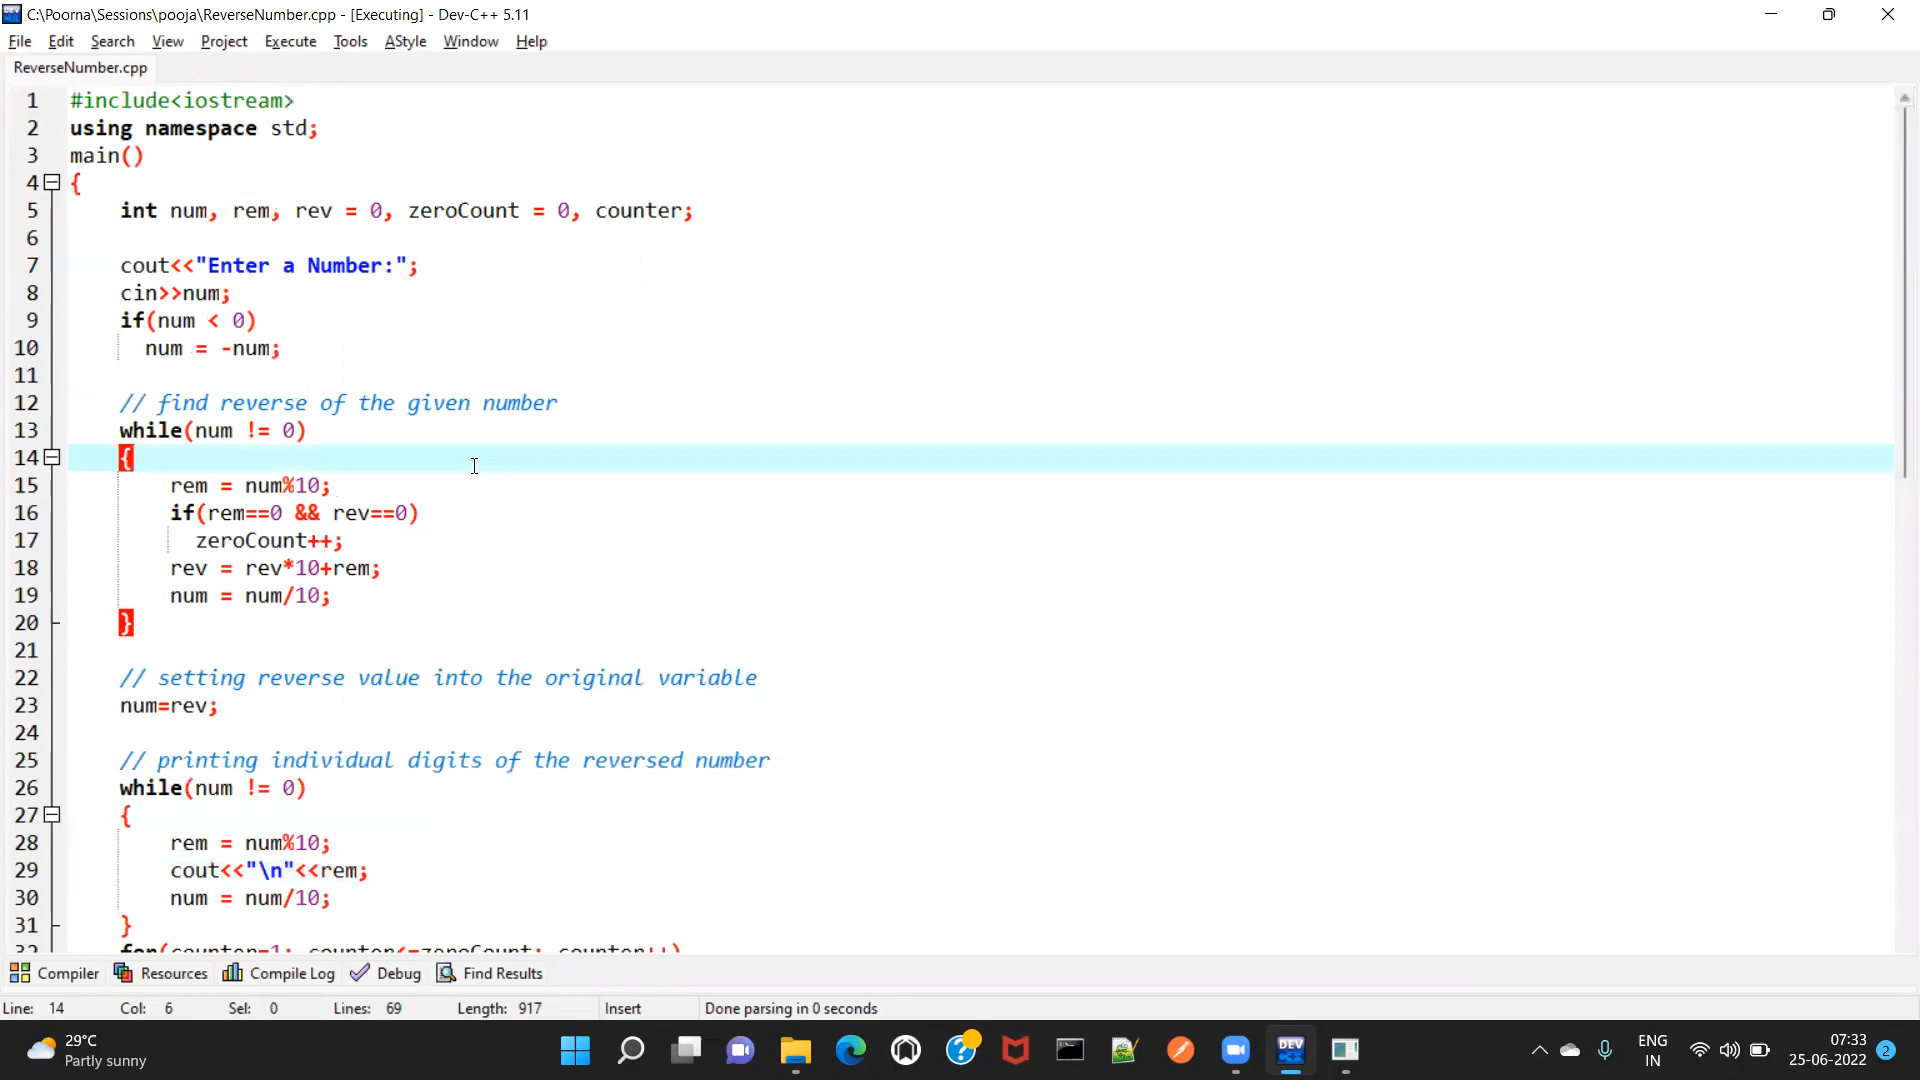 C:\Poorna\Sessions\pooja\ReverseNumber.cpp - [Executing] - Dev-C++ 5.11
File Edit Search View Project Execute Tools AStyle Window Help
ReverseNumber.cpp
1 #include<iostream>
2 using namespace std;
3 main()
4 {
5 int num, rem, rev = 0, zeroCount = 0, counter;
6
7 cout<<"Enter a Number:";
8 cin>>num;
9 if(num < 0)
10 num = -num;
11
12 // find reverse of the given number
13 while(num != 0)
14 {
15 rem = num%10;
16 if(rem==0 && rev==0)
17 zeroCount++;
18 rev = rev*10+rem;
19 num = num/10;
20 }
21
22 // setting reverse value into the original variable
23 num=rev;
24
25 // printing individual digits of the reversed number
26 while(num != 0)
27 {
28 rem = num%10;
29 cout<<"\n"<<rem;
30 num = num/10;
31 }
32 for(counter=1; counter<=zeroCount; counter++)
Compiler Resources Compile Log Debug Find Results
Line: 14 Col: 6 Sel: 0 Lines: 69 Length: 917 Insert Done parsing in 0 seconds
29°C
Partly sunny
DEV
ENG
IN
07:33
25-06-2022
2